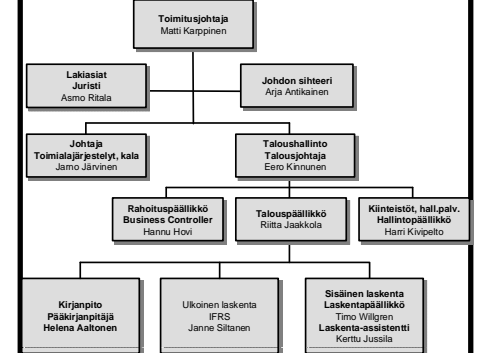 Toimitusjohtaja
Matti Karppinen
Lakiasiat
Juristi
Asmo Ritala
Johdon sihteeri
Arja Antikainen
Johtaja
Toimialajärjestelyt, kala
Jarno Järvinen
Taloushallinto
Talousjohtaja
Eero Kinnunen
Rahoituspäällikkö
Business Controller
Hannu Hovi
Talouspäällikkö
Riitta Jaakkola
Kiinteistöt, hall.palv.
Hallintopäällikkö
Harri Kivipelto
Kirjanpito
Pääkirjanpitäjä
Helena Aaltonen
Ulkoinen laskenta
IFRS
Janne Siltanen
Sisäinen laskenta
Laskentapäällikkö
Timo Willgren
Laskenta-assistentti
Kerttu Jussila